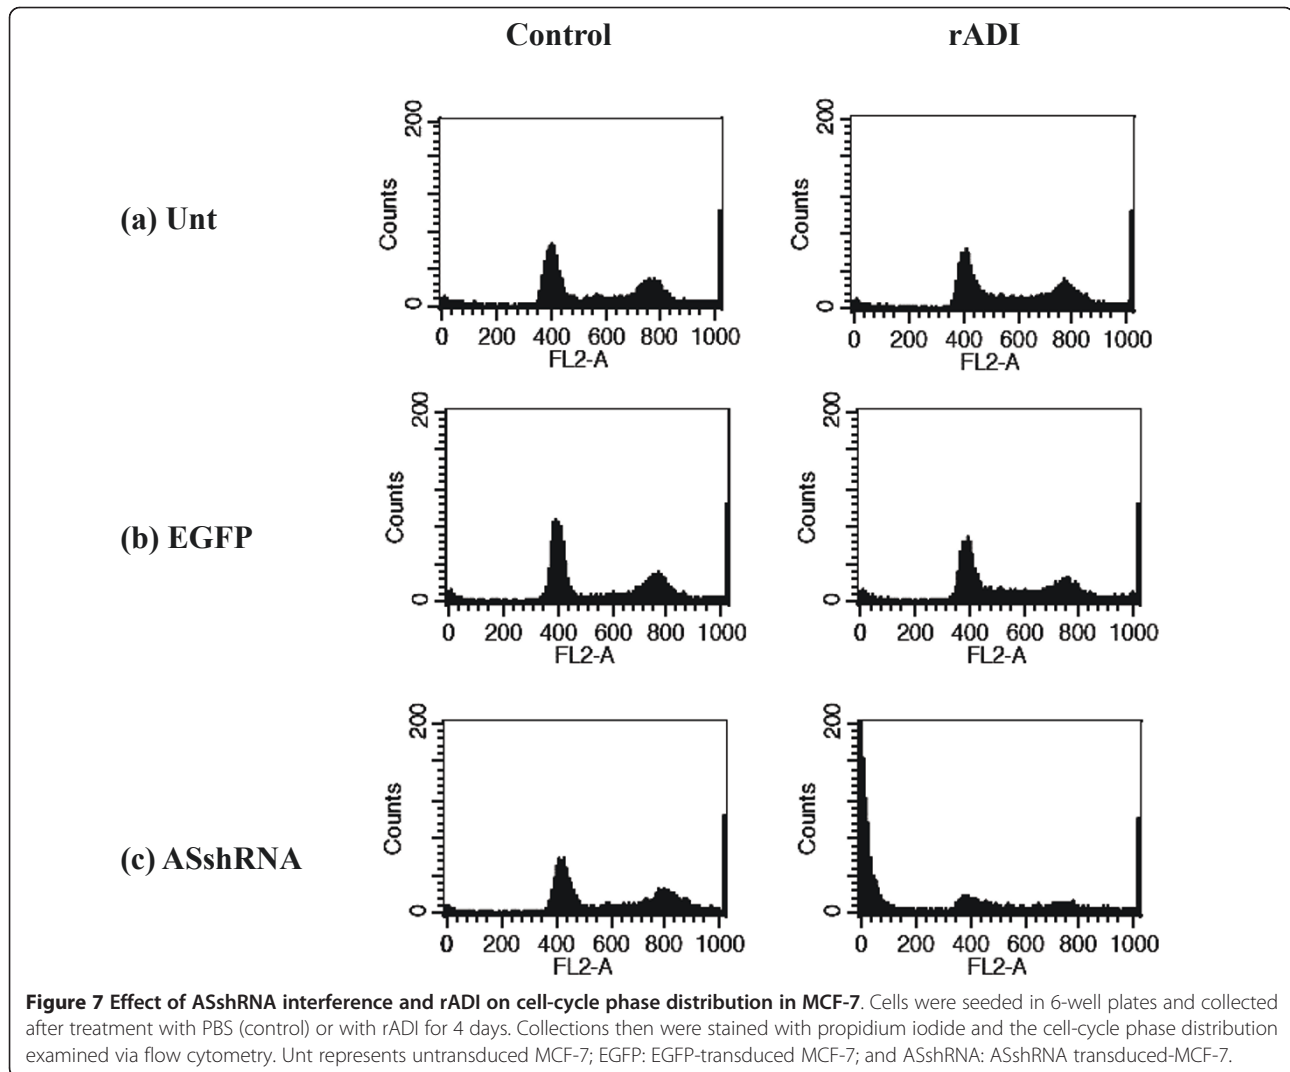 Control rADI
(a) Unt
200
0
Counts
0 200 400 600 800 1000
FL2-A
200
0
Counts
0 200 400 600 800 1000
FL2-A
(b) EGFP
200
0
Counts
0 200 400 600 800 1000
FL2-A
200
0
Counts
0 200 400 600 800 1000
FL2-A
(c) ASshRNA
200
0
Counts
0 200 400 600 800 1000
FL2-A
200
0
Counts
0 200 400 600 800 1000
FL2-A
Figure 7 Effect of ASshRNA interference and rADI on cell-cycle phase distribution in MCF-7. Cells were seeded in 6-well plates and collected
after treatment with PBS (control) or with rADI for 4 days. Collections then were stained with propidium iodide and the cell-cycle phase distribution
examined via flow cytometry. Unt represents untransduced MCF-7; EGFP: EGFP-transduced MCF-7; and ASshRNA: ASshRNA transduced-MCF-7.